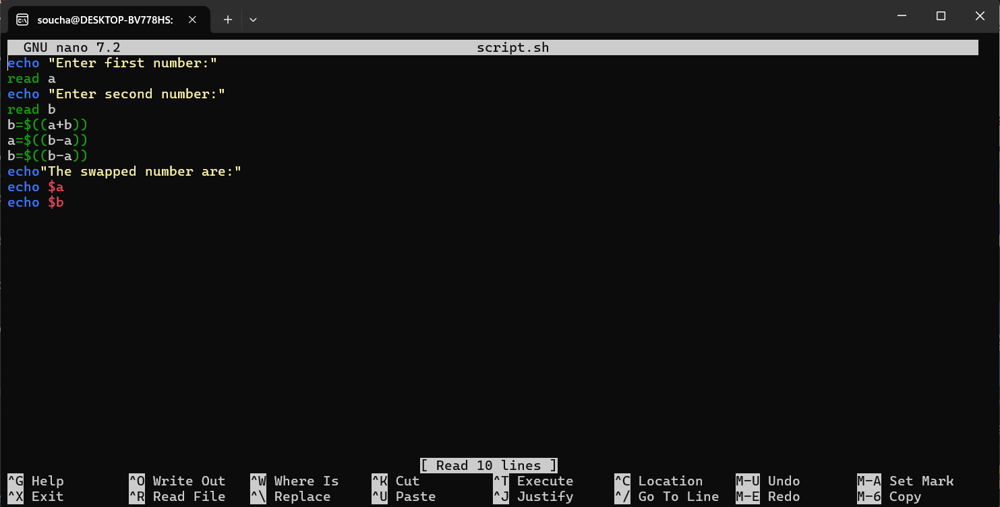 soucha@DESKTOP-BV778HS:
GNU nano 7.2 script.sh
echo "Enter first number:"
read a
echo "Enter second number:"
read b
b=$((a+b))
a=$((b-a))
b=$((b-a))
echo"The swapped number are:"
echo $a
echo $b
[ Read 10 lines ]
^G Help ^O Write Out ^W Where Is ^K Cut ^T Execute ^C Location M-U Undo M-A Set Mark
^X Exit ^R Read File ^\ Replace ^U Paste ^J Justify ^/ Go To Line M-E Redo M-6 Copy